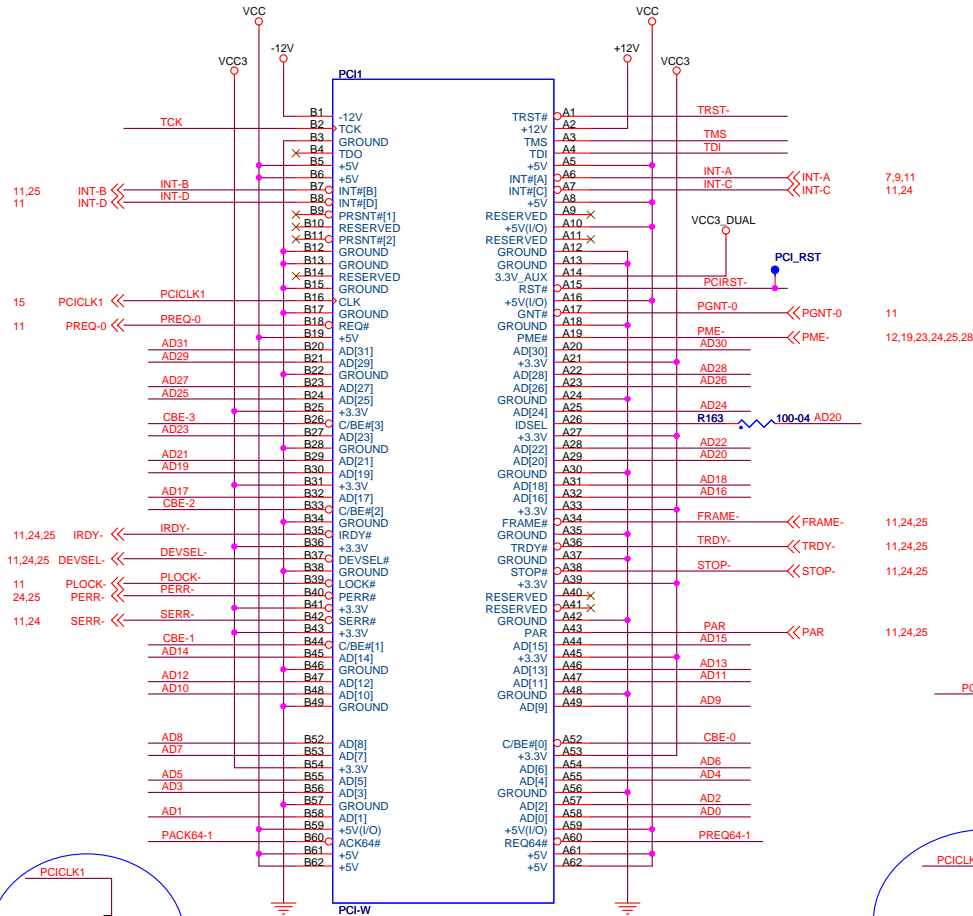 VCC VCC
-12V +12V
VCC3 VCC3
PCI1
B1 -12V TRST# A1 TRST-
TCK B2 TCK +12V A2
B3 GROUND TMS A3 TMS
B4 TDO TDI A4 TDI
B5 +5V +5V A5
B6 +5V INT#[A] A6 INT-A INT-A 7,9,11
11,25 INT-B INT-B B7 INT#[B] INT#[C] A7 INT-C INT-C 11,24
11 INT-D INT-D B8 INT#[D] +5V A8
B9 PRSNT#[1] RESERVED A9
B10 RESERVED +5V(I/O) A10 VCC3_DUAL
B11 PRSNT#[2] RESERVED A11
B12 GROUND GROUND A12
B13 GROUND GROUND A13 PCI_RST
B14 RESERVED 3.3V_AUX A14
B15 GROUND RST# A15 PCIRST-
15 PCICLK1 PCICLK1 B16 CLK +5V(I/O) A16
B17 GROUND GNT# A17 PGNT-0 PGNT-0 11
11 PREQ-0 PREQ-0 B18 REQ# GROUND A18
B19 +5V PME# A19 PME- PME- 12,19,23,24,25,28
AD31 B20 AD[31] AD[30] A20 AD30
AD29 B21 AD[29] +3.3V A21
B22 GROUND AD[28] A22 AD28
AD27 B23 AD[27] AD[26] A23 AD26
AD25 B24 AD[25] GROUND A24
B25 +3.3V AD[24] A25 AD24
CBE-3 B26 C/BE#[3] IDSEL A26 R163 100-04 AD20
AD23 B27 AD[23] +3.3V A27
B28 GROUND AD[22] A28 AD22
AD21 B29 AD[21] AD[20] A29 AD20
AD19 B30 AD[19] GROUND A30
B31 +3.3V AD[18] A31 AD18
AD17 B32 AD[17] AD[16] A32 AD16
CBE-2 B33 C/BE#[2] +3.3V A33
B34 GROUND FRAME# A34 FRAME- FRAME- 11,24,25
11,24,25 IRDY- IRDY- B35 IRDY# GROUND A35
B36 +3.3V TRDY# A36 TRDY- TRDY- 11,24,25
11,24,25 DEVSEL- DEVSEL- B37 DEVSEL# GROUND A37
B38 GROUND STOP# A38 STOP- STOP- 11,24,25
11 PLOCK- PLOCK- B39 LOCK# +3.3V A39
24,25 PERR- PERR- B40 PERR# RESERVED A40
B41 +3.3V RESERVED A41
11,24 SERR- SERR- B42 SERR# GROUND A42
B43 +3.3V PAR A43 PAR PAR 11,24,25
CBE-1 B44 C/BE#[1] AD[15] A44 AD15
AD14 B45 AD[14] +3.3V A45
B46 GROUND AD[13] A46 AD13
AD12 B47 AD[12] AD[11] A47 AD11
AD10 B48 AD[10] GROUND A48
B49 GROUND AD[9] A49 AD9
AD8 B52 AD[8] C/BE#[0] A52 CBE-0
AD7 B53 AD[7] +3.3V A53
B54 +3.3V AD[6] A54 AD6
AD5 B55 AD[5] AD[4] A55 AD4
AD3 B56 AD[3] GROUND A56
B57 GROUND AD[2] A57 AD2
AD1 B58 AD[1] AD[0] A58 AD0
B59 +5V(I/O) +5V(I/O) A59
PACK64-1 B60 ACK64# REQ64# A60 PREQ64-1
B61 +5V +5V A61
B62 +5V +5V A62
PCICLK1
PCI-W